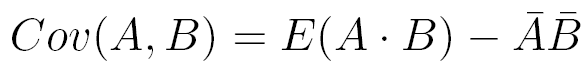 Cov(A, B) = E(A · B) − ĀB̄